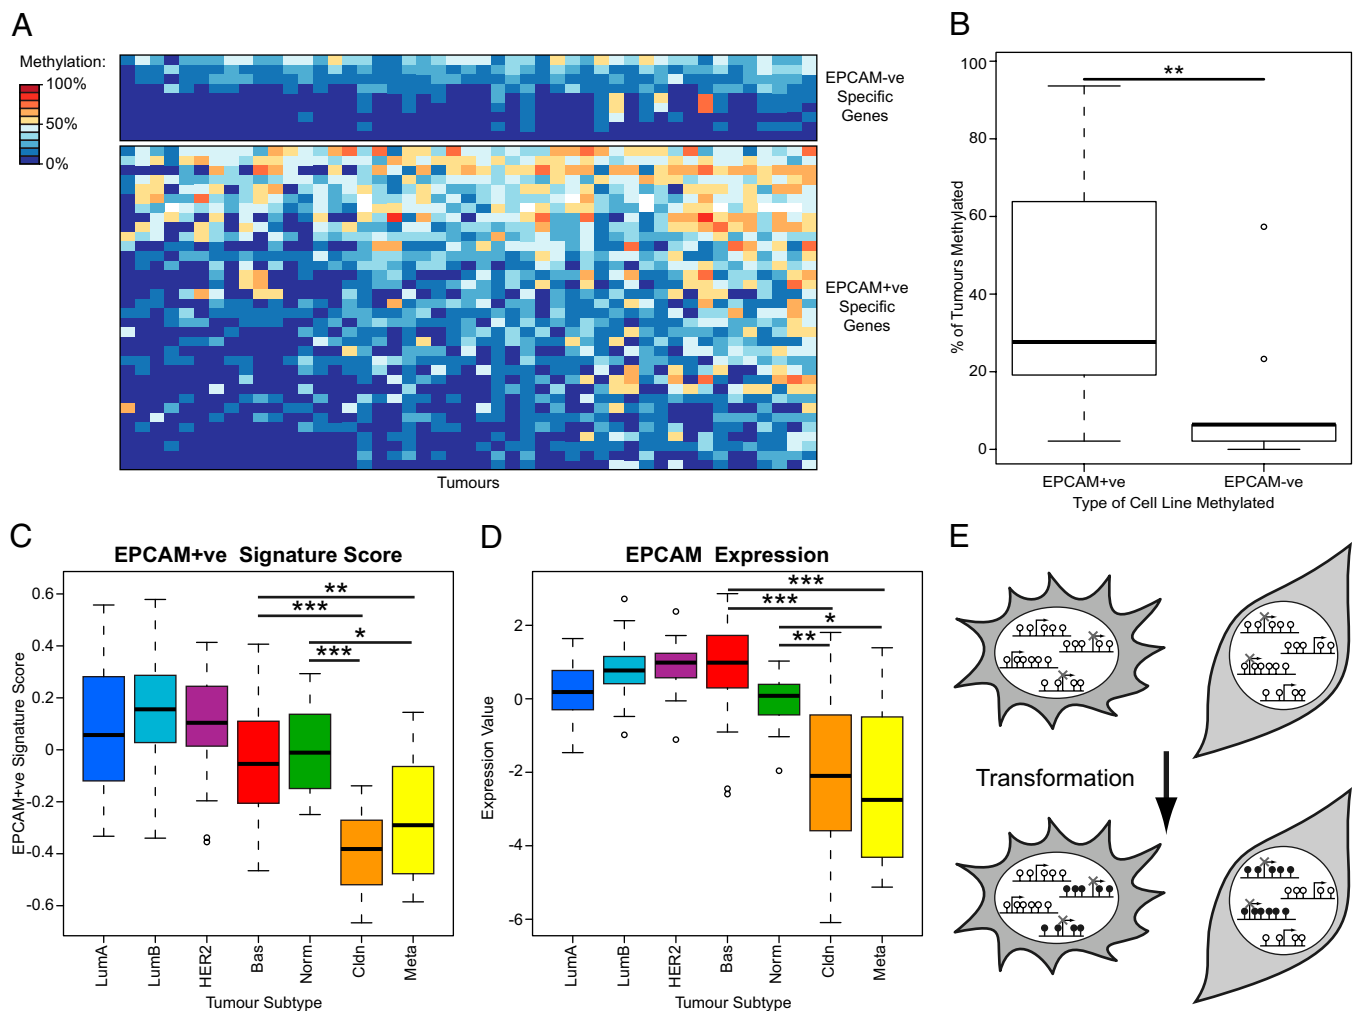 A
Methylation:
100%
50%
0%
EPCAM-ve
Specific
Genes
EPCAM+ve
Specific
Genes
Tumours
B
% of Tumours Methylated
100
80
60
40
20
0
**
EPCAM+ve
EPCAM-ve
Type of Cell Line Methylated
C
EPCAM+ve Signature Score
EPCAM+ve Signature Score
0.6
0.4
0.2
0
-0.2
-0.4
-0.6
**
***
*
***
LumA
LumB
HER2
Bas
Norm
Cldn
Meta
Tumour Subtype
D
EPCAM Expression
Expression Value
2
0
-2
-4
-6
***
***
*
**
LumA
LumB
HER2
Bas
Norm
Cldn
Meta
Tumour Subtype
E
Transformation